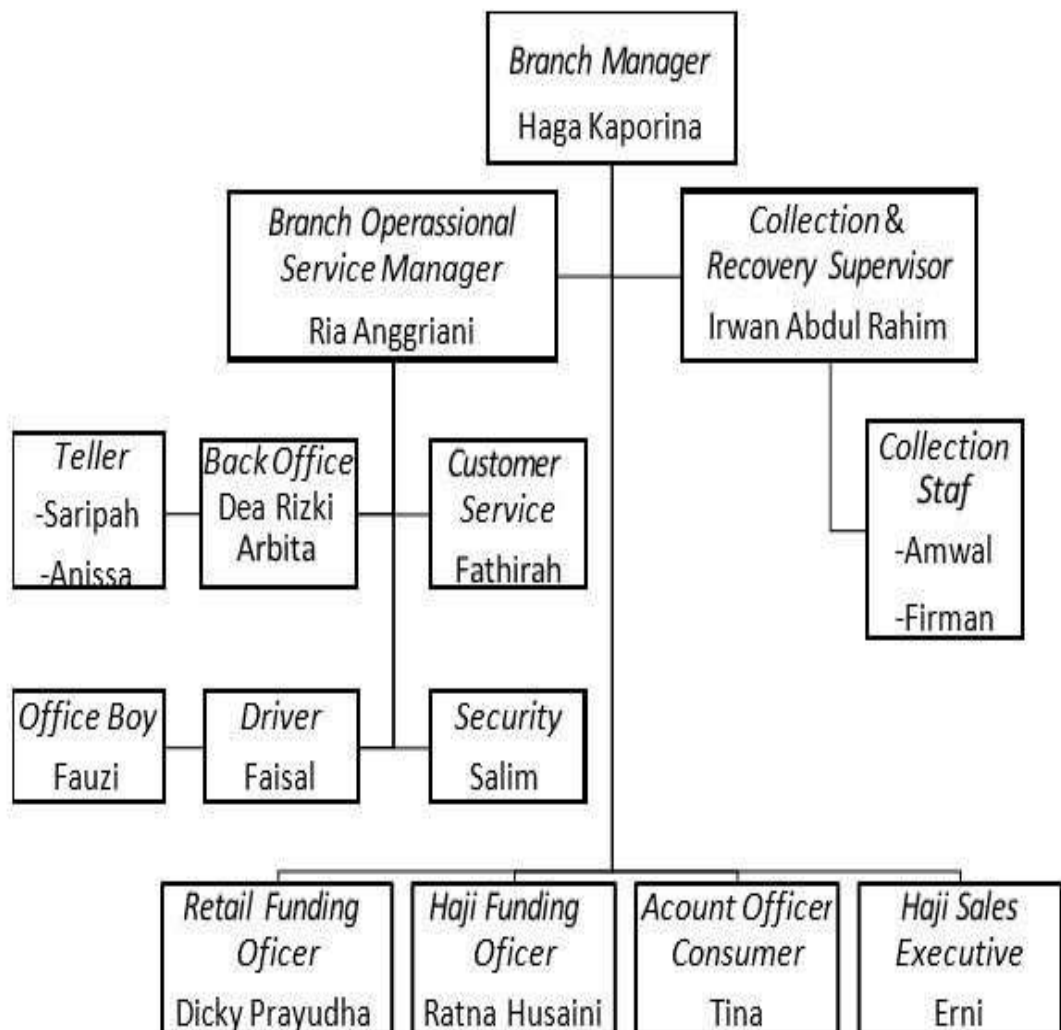 Branch Manager
Haga Kaporina
Branch Operassional
Service Manager
Ria Anggriani
Collection &
Recovery Supervisor
Irwan Abdul Rahim
Teller
-Saripah
-Anissa
Back Office
Dea Rizki
Arbita
Customer
Service
Fathirah
Collection
Staf
-Amwal
-Firman
Office Boy
Fauzi
Driver
Faisal
Security
Salim
Retail Funding
Oficer
Dicky Prayudha
Haji Funding
Oficer
Ratna Husaini
Acount Officer
Consumer
Tina
Haji Sales
Executive
Erni